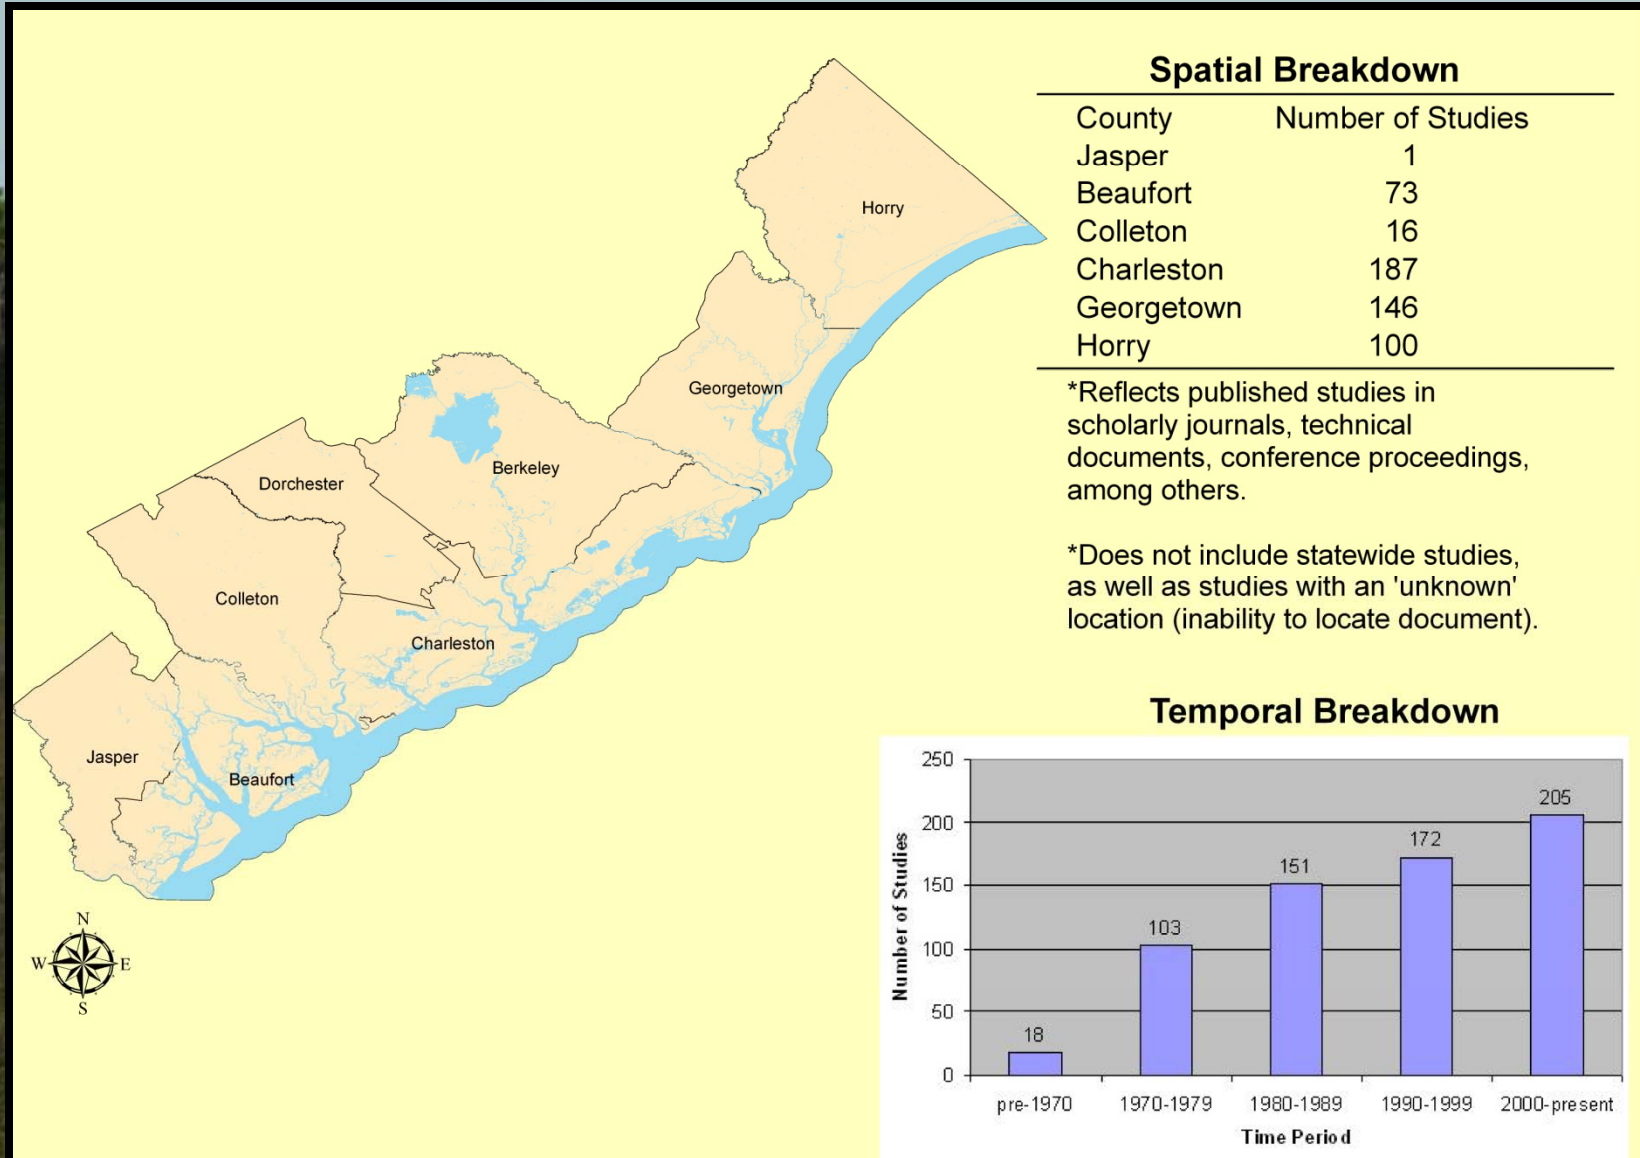 Spatial Breakdown
County Number of Studies
Jasper 1
Beaufort 73
Colleton 16
Charleston 187
Georgetown 146
Horry 100
*Reflects published studies in
scholarly journals, technical
documents, conference proceedings,
among others.
*Does not include statewide studies,
as well as studies with an 'unknown'
location (inability to locate document).
Horry
Georgetown
Berkeley
Dorchester
Colleton
Charleston
Jasper
Beaufort
N
W E
S
Temporal Breakdown
250
200
150
100
50
0
Number of Studies
18
103
151
172
205
pre-1970 1970-1979 1980-1989 1990-1999 2000-present
Time Period